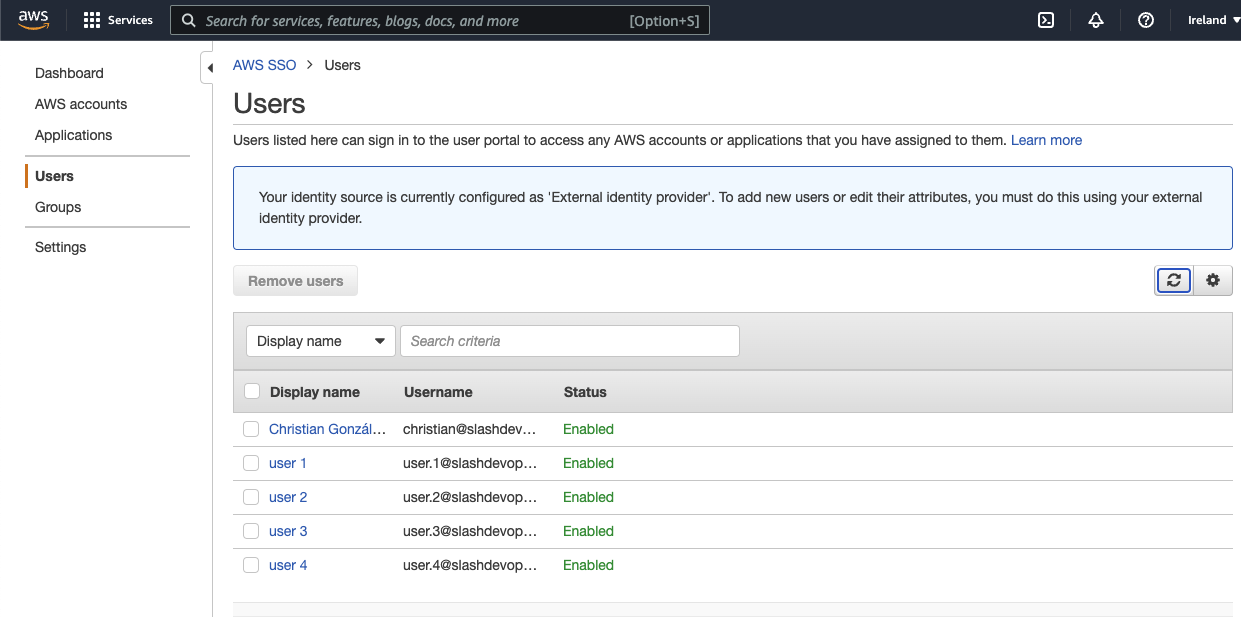 aws Services Search for services, features, blogs, docs, and more [Option+S] Ireland
Dashboard
AWS accounts
Applications
Users
Groups
Settings
AWS SSO > Users
Users
Users listed here can sign in to the user portal to access any AWS accounts or applications that you have assigned to them. Learn more
Your identity source is currently configured as 'External identity provider'. To add new users or edit their attributes, you must do this using your external
identity provider.
Remove users
Display name Search criteria
Display name Username Status
Christian Gonzál... christian@slashdev... Enabled
user 1 user.1@slashdevop... Enabled
user 2 user.2@slashdevop... Enabled
user 3 user.3@slashdevop... Enabled
user 4 user.4@slashdevop... Enabled